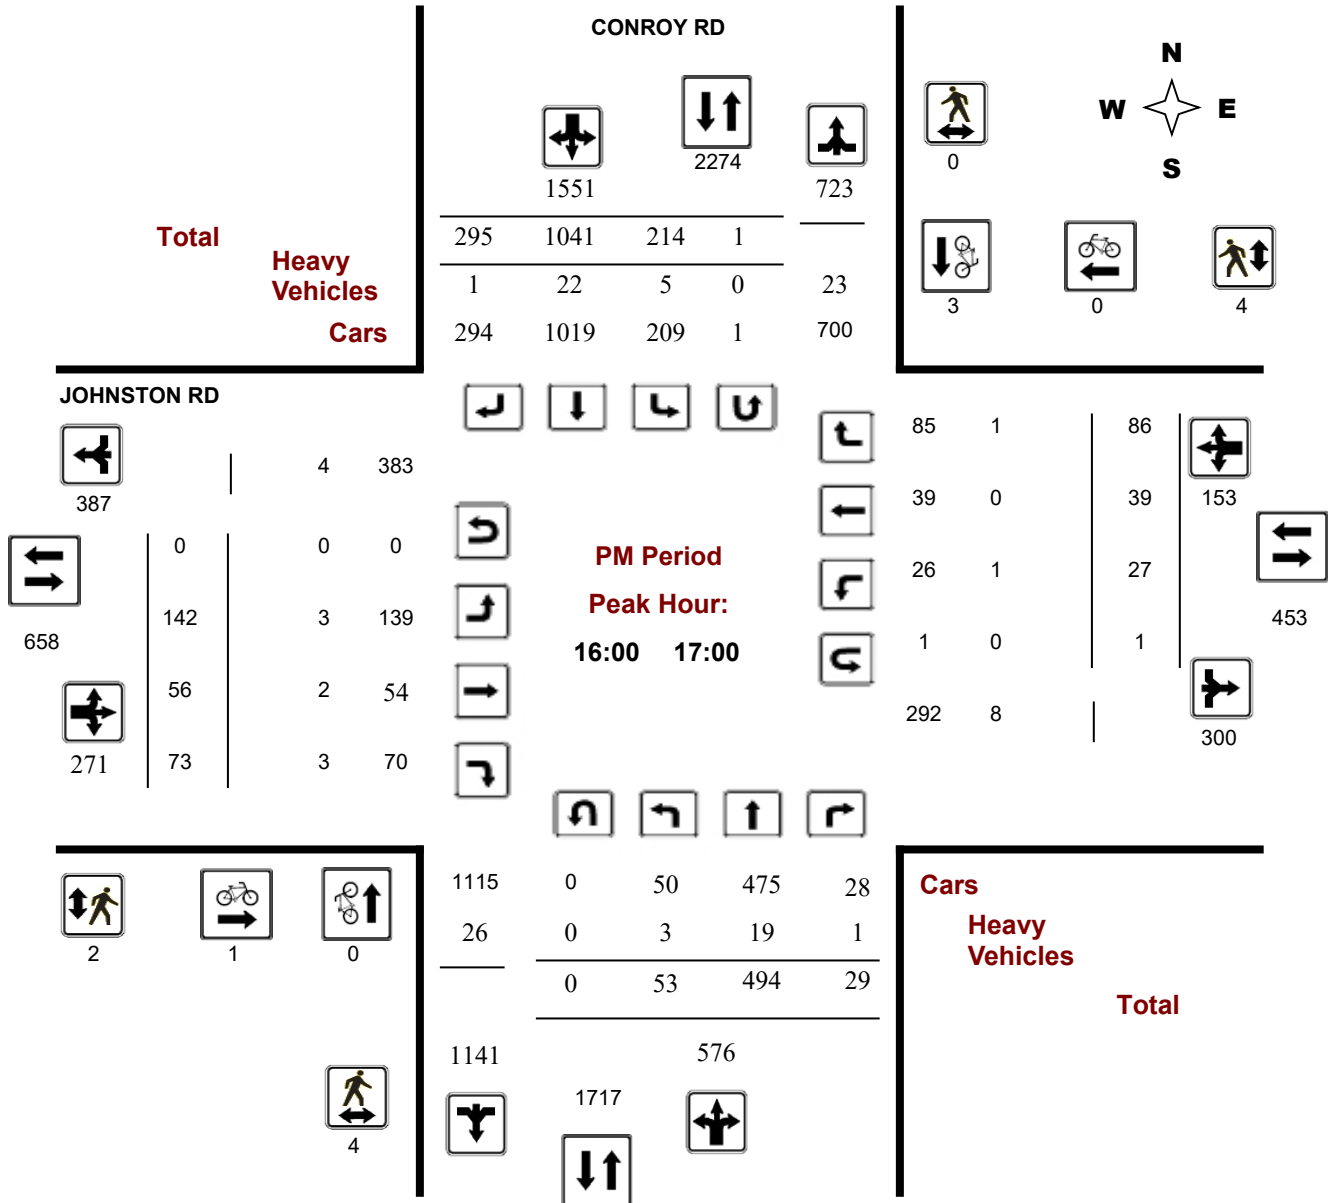 CONROY RD
N
W E
S
2274
0
1551
723
Total
295 1041 214 1
Heavy
Vehicles
1 22 5 0 23
3 0 4
Cars
294 1019 209 1 700
JOHNSTON RD
85 1 86
4 383
387
39 0 39 153
0 0 0
PM Period
26 1 27
142 3 139
Peak Hour:
453
658
16:00 17:00
1 0 1
56 2 54
292 8
300
271 73 3 70
1115 0 50 475 28
Cars
26 0 3 19 1
Heavy
Vehicles
2 1 0
0 53 494 29
Total
1141 576
1717
4